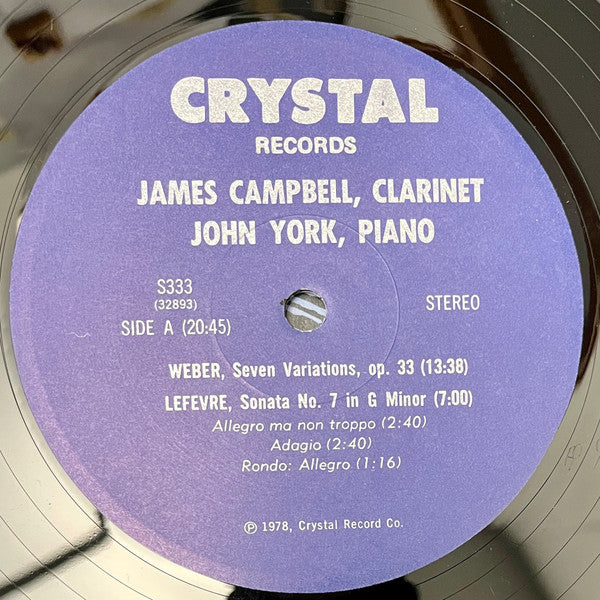 CRYSTAL
RECORDS
JAMES CAMPBELL, CLARINET
JOHN YORK, PIANO
S333
(32893)
SIDE A (20:45)
STEREO
WEBER, Seven Variations, op. 33 (13:38)
LEFEVRE, Sonata No. 7 in G Minor (7:00)
Allegro ma non troppo (2:40)
Adagio (2:40)
Rondo: Allegro (1:16)
Ⓟ 1978, Crystal Record Co.